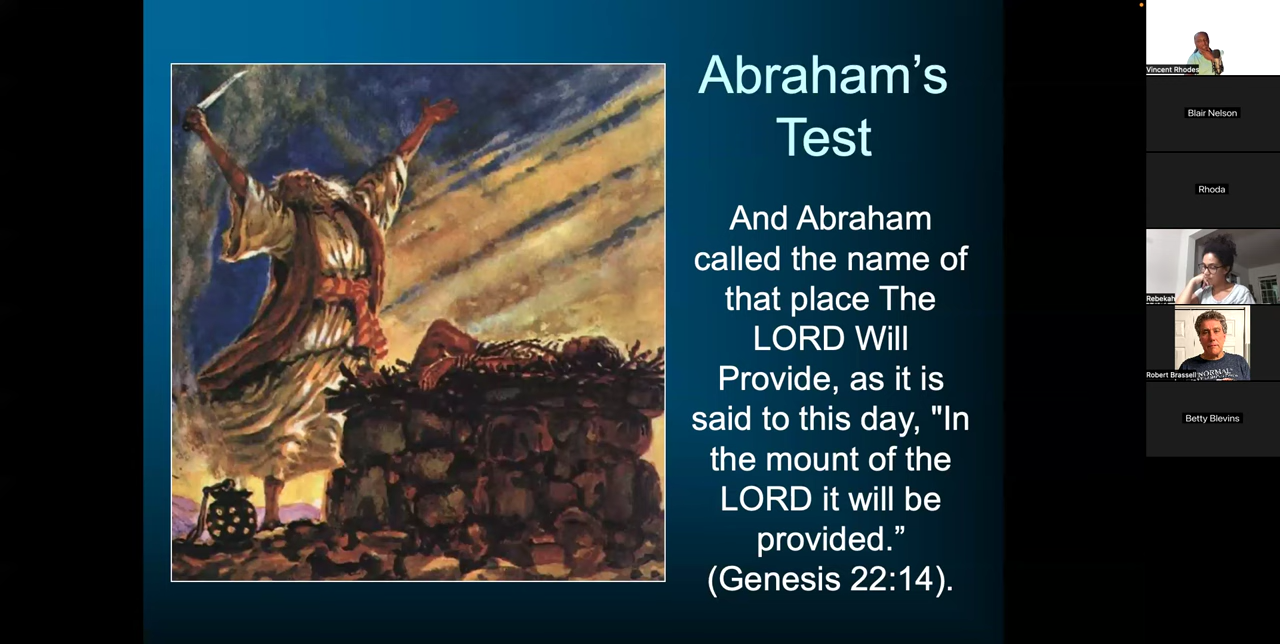 Abraham’s
Test
And Abraham
called the name of
that place The
LORD Will
Provide, as it is
said to this day, "In
the mount of the
LORD it will be
provided.”
(Genesis 22:14).
Vincent Rhodes
Blair Nelson
Rhoda
Rebekah
NORMAL
Robert Brassell
Betty Blevins